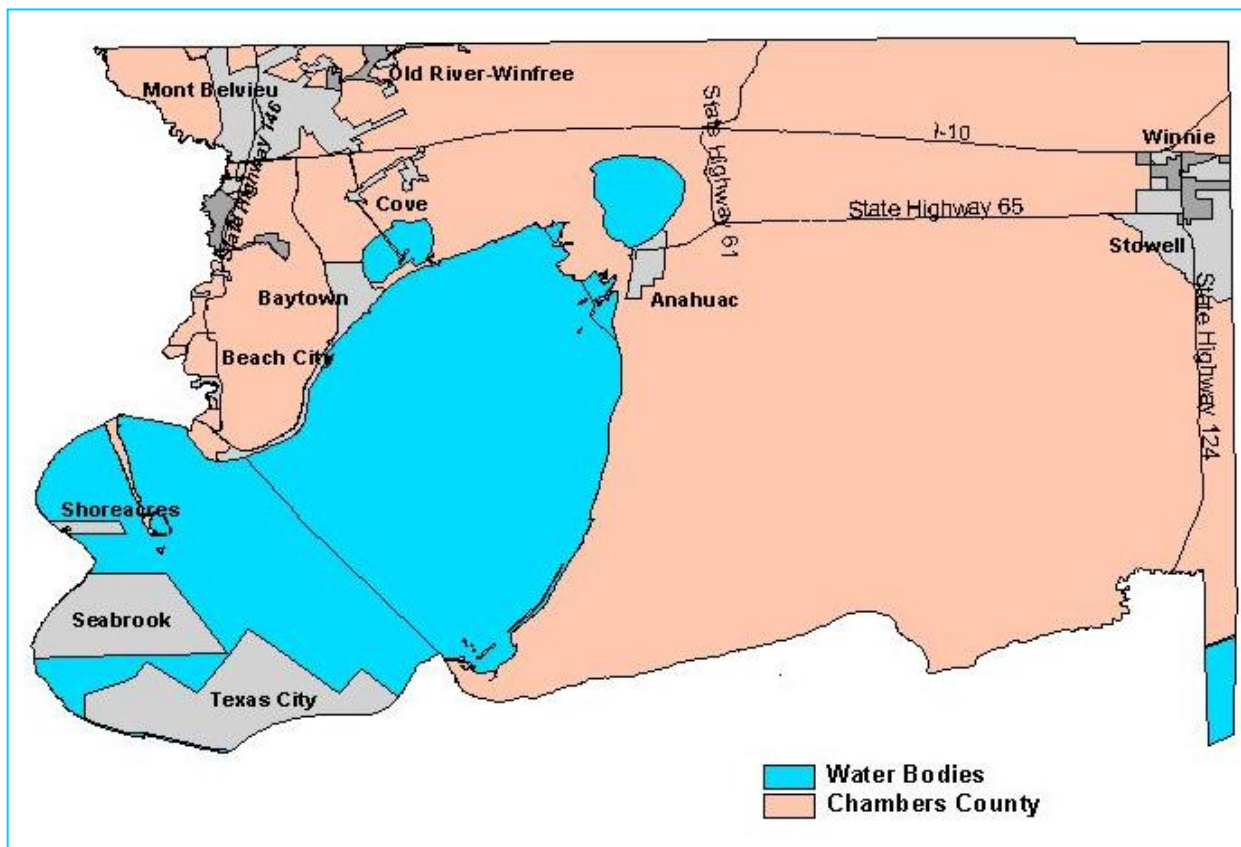 Old River-Winfree
Mont Belvieu
State Highway 146
State Highway 61
I-10
Winnie
Cove
State Highway 65
Stowell
Baytown
Anahuac
Beach City
State Highway 124
Shoreacres
Seabrook
Texas City
Water Bodies
Chambers County